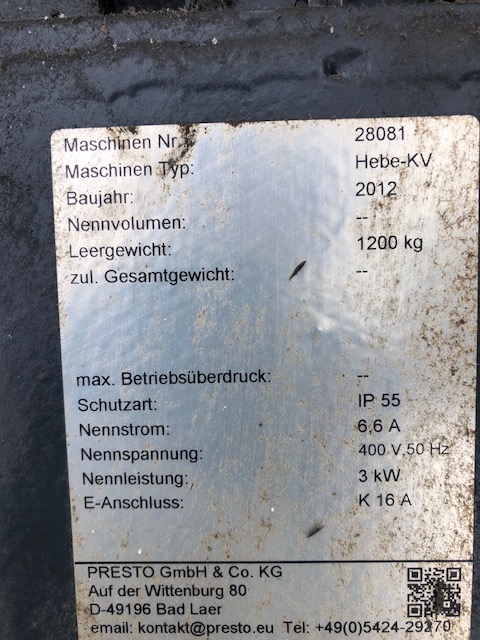 Maschinen Nr.: 28081
Maschinen Typ: Hebe-KV
Baujahr: 2012
Nennvolumen: --
Leergewicht: 1200 kg
zul. Gesamtgewicht: --
max. Betriebsüberdruck: --
Schutzart: IP 55
Nennstrom: 6,6 A
Nennspannung: 400 V,50 Hz
Nennleistung: 3 kW
E-Anschluss: K 16 A
PRESTO GmbH & Co. KG
Auf der Wittenburg 80
D-49196 Bad Laer
email: kontakt@presto.eu Tel: +49(0)5424-29270